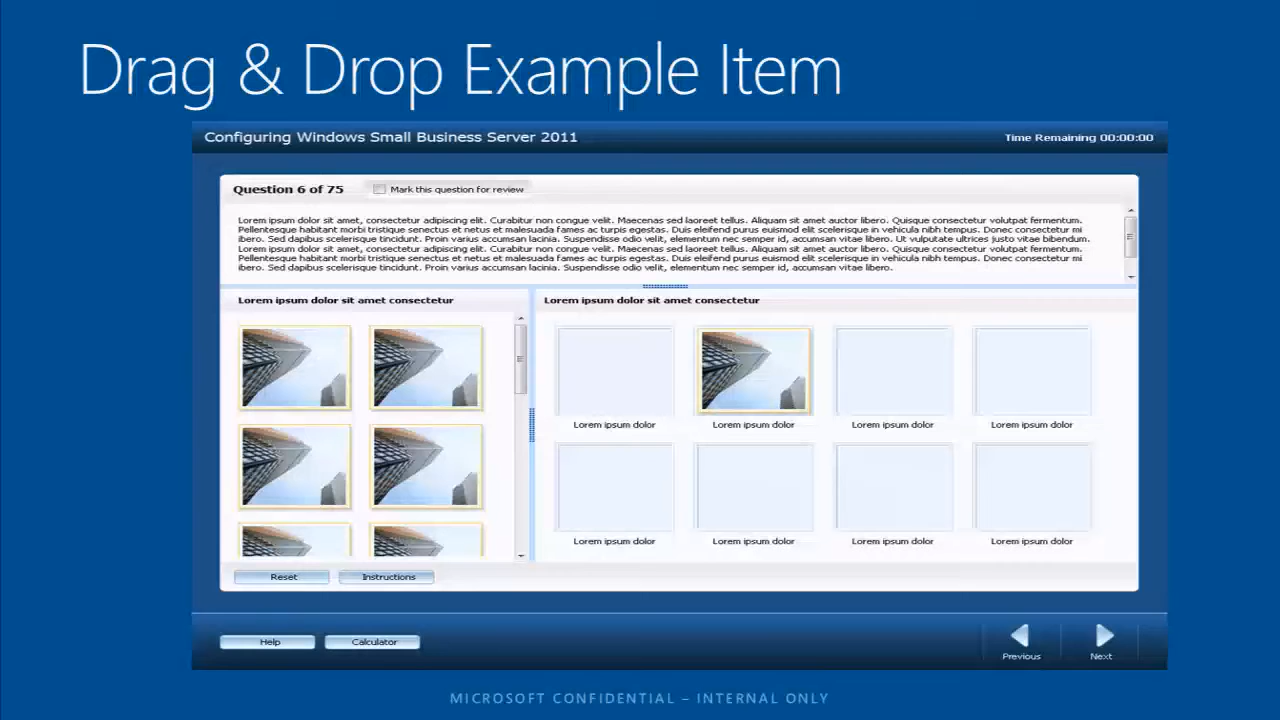 Drag & Drop Example Item
Configuring Windows Small Business Server 2011
Time Remaining 00:00:00
Question 6 of 75
Mark this question for review
Lorem ipsum dolor sit amet, consectetur adipiscing elit. Curabitur non congue velit. Maecenas sed laoreet tellus. Aliquam sit amet auctor libero. Quisque consectetur volutpat fermentum.
Pellentesque habitant morbi tristique senectus et netus et malesuada fames ac turpis egestas. Duis eleifend purus scelerisque lacus vehicula nibh tempus. Donec consectetur mi
ibero. Sed dapibus scelerisque tincidunt. Proin varius accumsan lacinia. Suspendisse odio velit, elementum nec semper id, accumsan vitae libero. Ut vulputate ultrices justo vitae bibendum.
Lorem ipsum dolor sit amet, consectetur adipiscing elit. Curabitur non congue velit. Maecenas sed laoreet tellus. Aliquam sit amet auctor libero. Quisque consectetur volutpat fermentum.
Pellentesque habitant morbi tristique senectus et netus et malesuada fames ac turpis egestas. Duis eleifend purus scelerisque lacus vehicula nibh tempus. Donec consectetur mi
ibero. Sed dapibus scelerisque tincidunt. Proin varius accumsan lacinia. Suspendisse odio velit, elementum nec semper id, accumsan vitae libero.
Lorem ipsum dolor sit amet consectetur
Lorem ipsum dolor sit amet consectetur
Lorem ipsum dolor
Lorem ipsum dolor
Lorem ipsum dolor
Lorem ipsum dolor
Lorem ipsum dolor
Lorem ipsum dolor
Lorem ipsum dolor
Lorem ipsum dolor
Reset
Instructions
Help
Calculator
Previous
Next
MICROSOFT CONFIDENTIAL – INTERNAL ONLY